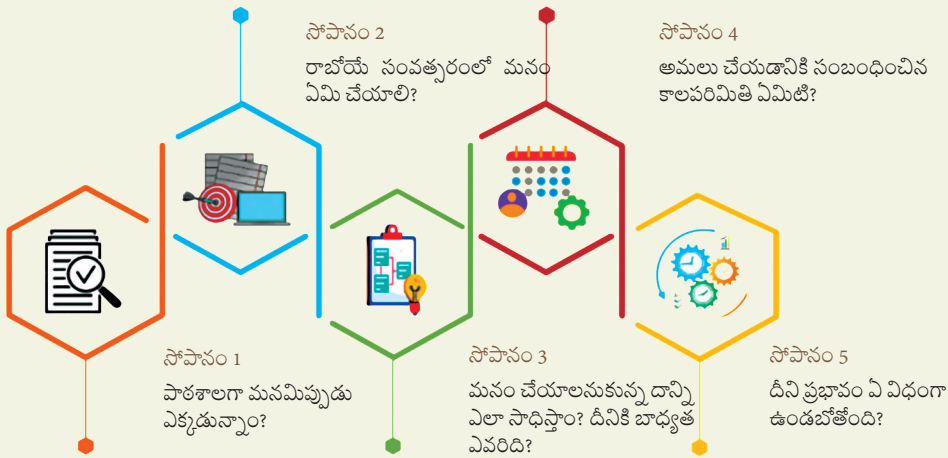 సోపానం 1
పాఠశాలగా మనమిప్పుడు
ఎక్కడున్నాం?
సోపానం 2
రాబోయే సంవత్సరంలో మనం
ఏమి చేయాలి?
సోపానం 3
మనం చేయాలనుకున్న దాన్ని
ఎలా సాధిస్తాం? దీనికి బాధ్యత
ఎవరిది?
సోపానం 4
అమలు చేయడానికి సంబంధించిన
కాలపరిమితి ఏమిటి?
సోపానం 5
దీని ప్రభావం ఏ విధంగా
ఉండబోతోంది?